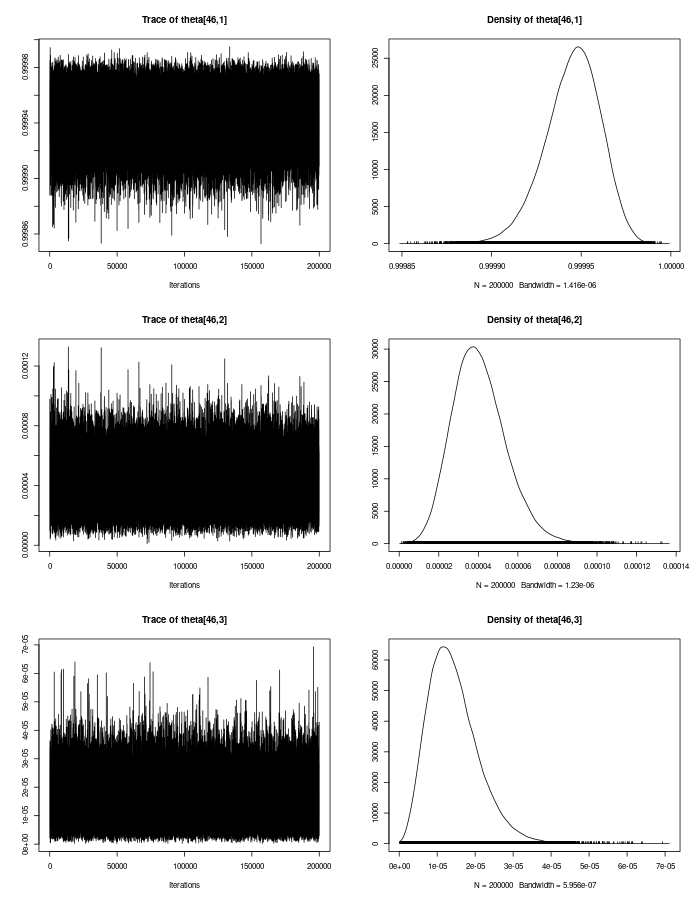 Trace of theta[46,1]
0.99986 0.99990 0.99994 0.99998
0 50000 100000 150000 200000
Iterations
Density of theta[46,1]
0 5000 10000 15000 20000 25000
0.99985 0.99990 0.99995 1.00000
N = 200000 Bandwidth = 1.416e-06
Trace of theta[46,2]
0.00000 0.00004 0.00008 0.00012
0 50000 100000 150000 200000
Iterations
Density of theta[46,2]
0 5000 10000 15000 20000 25000 30000
0.00000 0.00002 0.00004 0.00006 0.00008 0.00010 0.00012 0.00014
N = 200000 Bandwidth = 1.23e-06
Trace of theta[46,3]
0e+00 1e-05 2e-05 3e-05 4e-05 5e-05 6e-05 7e-05
0 50000 100000 150000 200000
Iterations
Density of theta[46,3]
0 10000 20000 30000 40000 50000 60000
0e+00 1e-05 2e-05 3e-05 4e-05 5e-05 6e-05 7e-05
N = 200000 Bandwidth = 5.956e-07